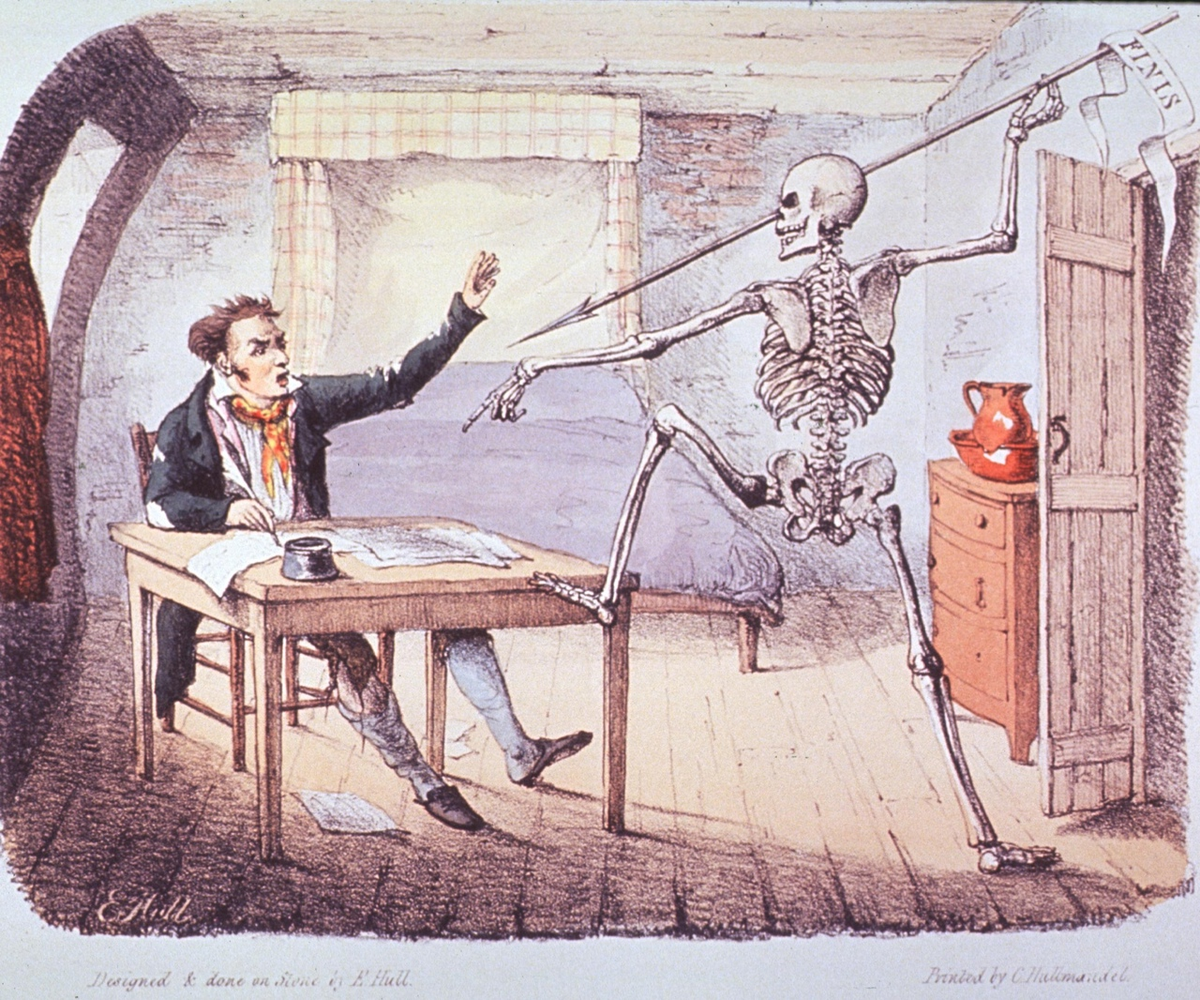 FINIS
E. Hull
Designed & done on Stone by E. Hull.
Printed by C. Hullmandel.